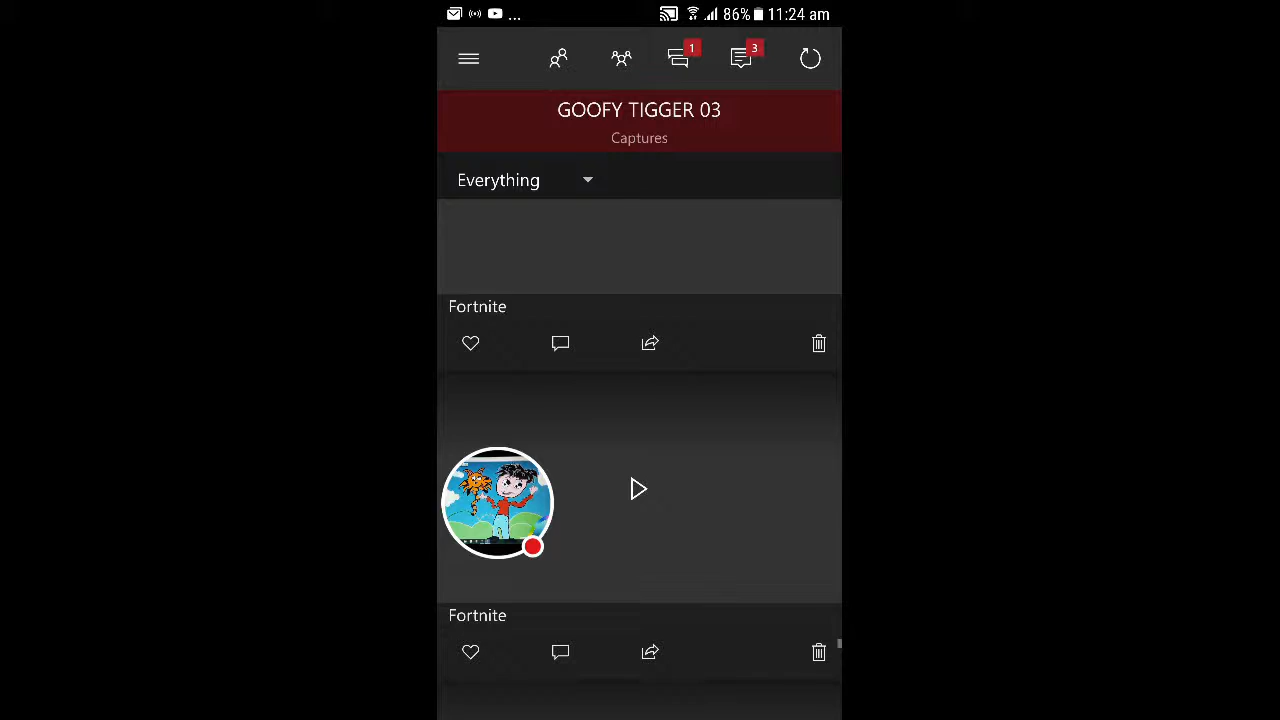 ... 86% 11:24 am
1 3
GOOFY TIGGER 03
Captures
Everything
Fortnite
Fortnite